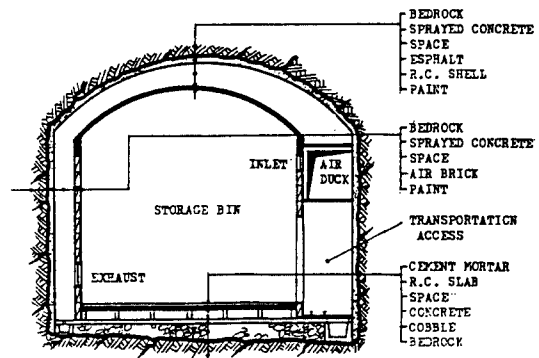 BEDROCK
SPRAYED CONCRETE
SPACE
ESPHALT
R.C. SHELL
PAINT
BEDROCK
SPRAYED CONCRETE
SPACE
AIR BRICK
PAINT
INLET
AIR
DUCK
STORAGE BIN
TRANSPORTATION
ACCESS
EXHAUST
CEMENT MORTAR
R.C. SLAB
SPACE
CONCRETE
COBBLE
BEDROCK